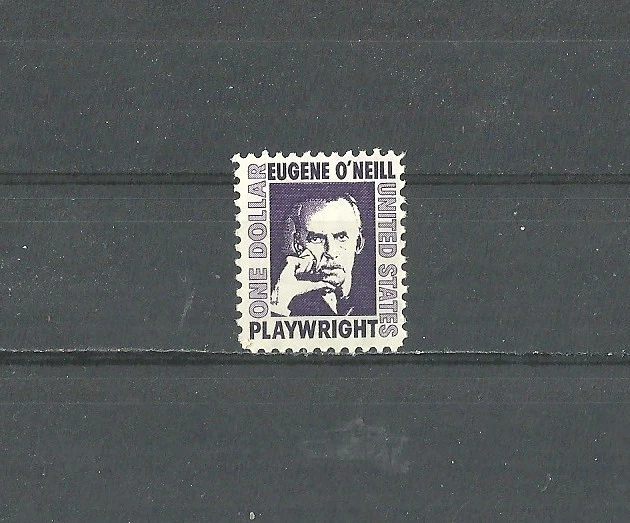 EUGENE O'NEILL
ONE DOLLAR
UNITED STATES
PLAYWRIGHT